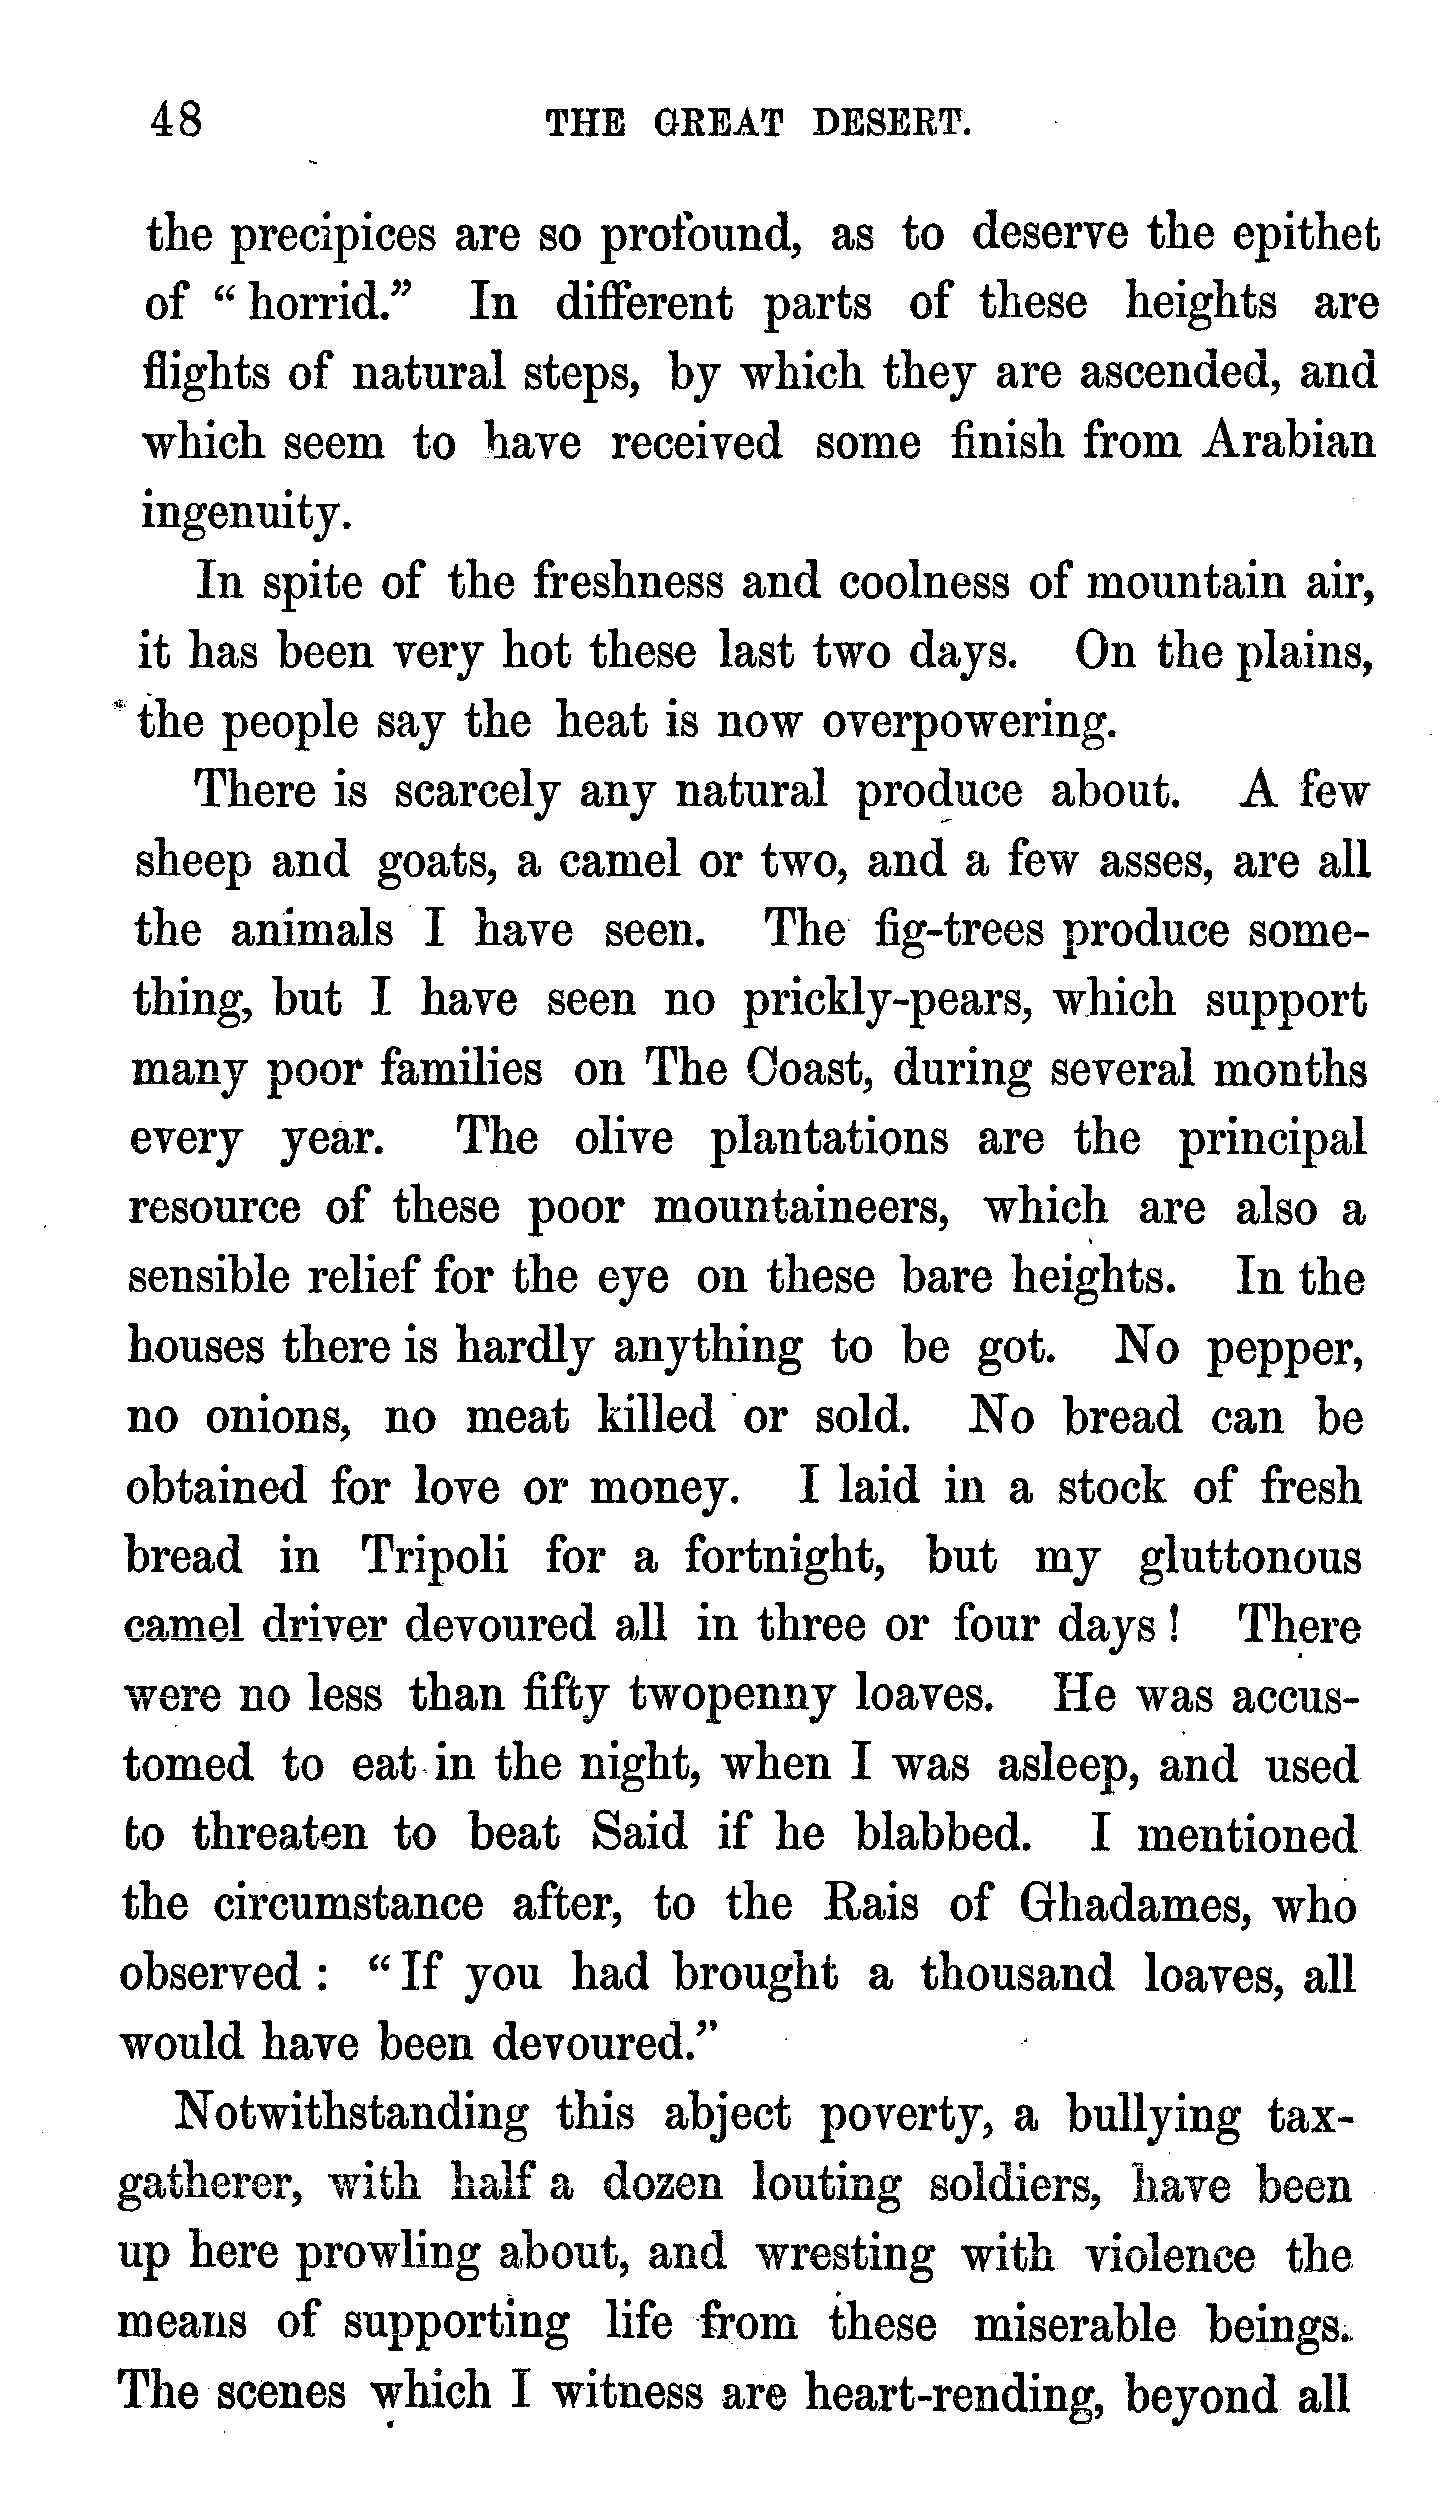 48 THE GREAT DESERT.
the precipices are so profound, as to deserve the epithet
of “horrid.” In different parts of these heights are
flights of natural steps, by which they are ascended, and
which seem to have received some finish from Arabian
ingenuity.
In spite of the freshness and coolness of mountain air,
it has been very hot these last two days. On the plains,
the people say the heat is now overpowering.
There is scarcely any natural produce about. A few
sheep and goats, a camel or two, and a few asses, are all
the animals I have seen. The fig-trees produce some-
thing, but I have seen no prickly-pears, which support
many poor families on The Coast, during several months
every year. The olive plantations are the principal
resource of these poor mountaineers, which are also a
sensible relief for the eye on these bare heights. In the
houses there is hardly anything to be got. No pepper,
no onions, no meat killed or sold. No bread can be
obtained for love or money. I laid in a stock of fresh
bread in Tripoli for a fortnight, but my gluttonous
camel driver devoured all in three or four days! There
were no less than fifty twopenny loaves. He was accus-
tomed to eat in the night, when I was asleep, and used
to threaten to beat Said if he blabbed. I mentioned
the circumstance after, to the Rais of Ghadames, who
observed: “If you had brought a thousand loaves, all
would have been devoured.”
Notwithstanding this abject poverty, a bullying tax-
gatherer, with half a dozen louting soldiers, have been
up here prowling about, and wresting with violence the
means of supporting life from these miserable beings.
The scenes which I witness are heart-rending, beyond all